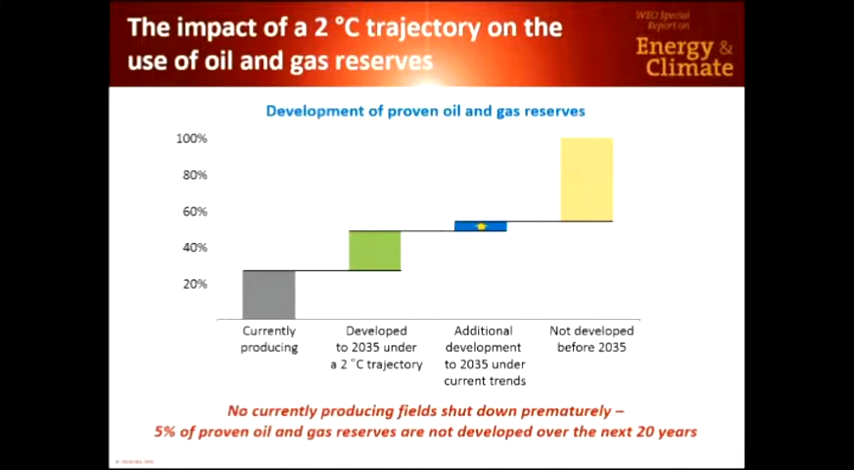 The impact of a 2 °C trajectory on the
use of oil and gas reserves
WEO Special
Report on
Energy &
Climate
Development of proven oil and gas reserves
100%
80%
60%
40%
20%
Currently
producing
Developed
to 2035 under
a 2 °C trajectory
Additional
development
to 2035 under
current trends
Not developed
before 2035
No currently producing fields shut down prematurely –
5% of proven oil and gas reserves are not developed over the next 20 years